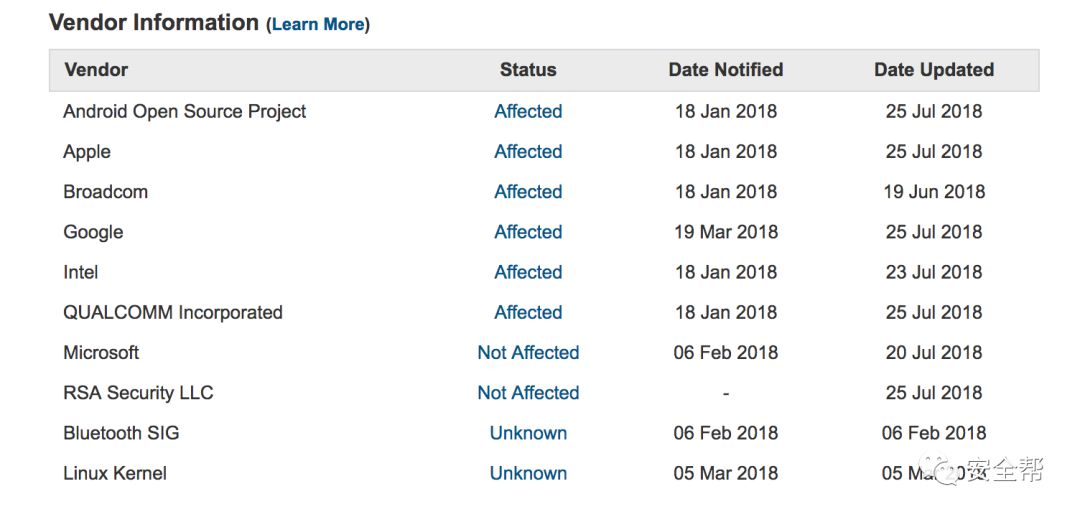 Vendor Information (Learn More)
Vendor Status Date Notified Date Updated
Android Open Source Project Affected 18 Jan 2018 25 Jul 2018
Apple Affected 18 Jan 2018 25 Jul 2018
Broadcom Affected 18 Jan 2018 19 Jun 2018
Google Affected 19 Mar 2018 25 Jul 2018
Intel Affected 18 Jan 2018 23 Jul 2018
QUALCOMM Incorporated Affected 18 Jan 2018 25 Jul 2018
Microsoft Not Affected 06 Feb 2018 20 Jul 2018
RSA Security LLC Not Affected - 25 Jul 2018
Bluetooth SIG Unknown 06 Feb 2018 06 Feb 2018
Linux Kernel Unknown 05 Mar 2018 05 Mar 2018
安全帮